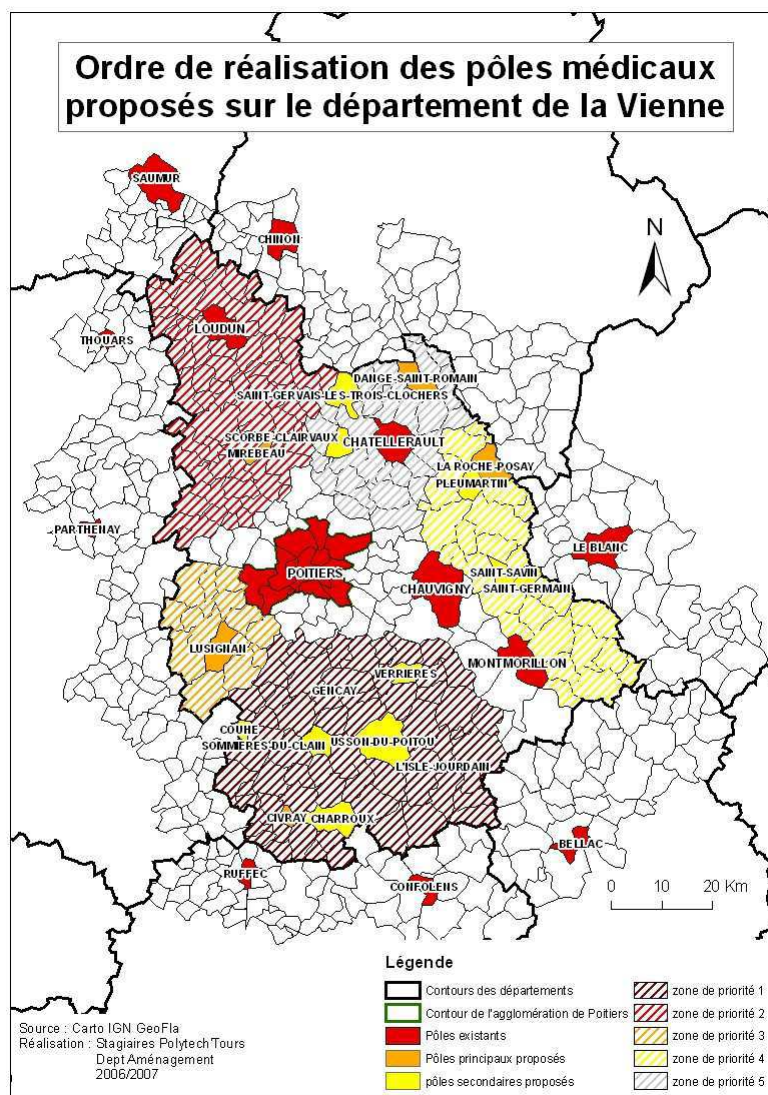 Ordre de réalisation des pôles médicaux
proposés sur le département de la Vienne
SAUMUR
CHINON
N
LOUDUN
THOUARS
DANGE-SAINT-ROMAIN
SAINT-GERVAIS-LES-TROIS-CLOCHERS
SCORBE-CLAIRVAUX
CHATELLERAULT
MIREBEAU
LA ROCHE-POSAY
PLEUMARTIN
PARTHENAY
LE BLANC
POITIERS
SAINT-SAVIN
CHAUVIGNY
SAINT-GERMAIN
LUSIGNAN
MONTMORILLON
VERRIERES
GENCAY
COUHE
USSON-DU-POITOU
SOMMIERES-DU-CLAIN
L'ISLE-JOURDAIN
CIVRAY
CHARROUX
BELLAC
RUFFEC
CONFOLENS
0 10 20 Km
Légende
Contours des départements
Contour de l'agglomération de Poitiers
Pôles existants
Pôles principaux proposés
pôles secondaires proposés
zone de priorité 1
zone de priorité 2
zone de priorité 3
zone de priorité 4
zone de priorité 5
Source : Carto IGN GeoFla
Réalisation : Stagiaires Polytech'Tours
Dept Aménagement
2006/2007